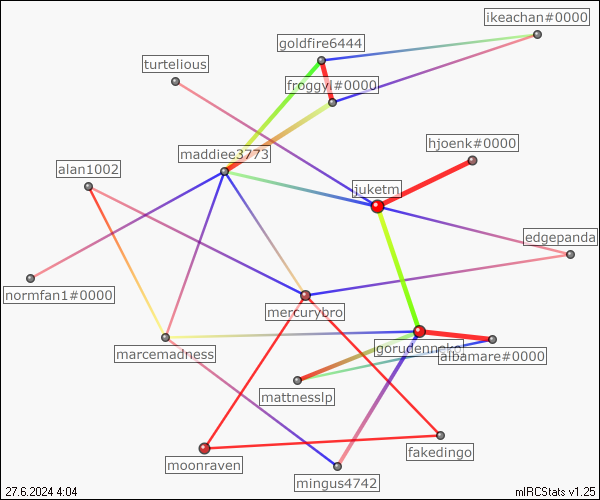 ikeachan#0000
goldfire6444
turtelious
froggyl#0000
hjoenk#0000
maddiee3773
alan1002
juketm
edgepanda
normfan1#0000
mercurybro
marcemadness
albamare#0000
mattnesslp
fakedingo
moonraven
mingus4742
27.6.2024 4:04
mIRCStats v1.25